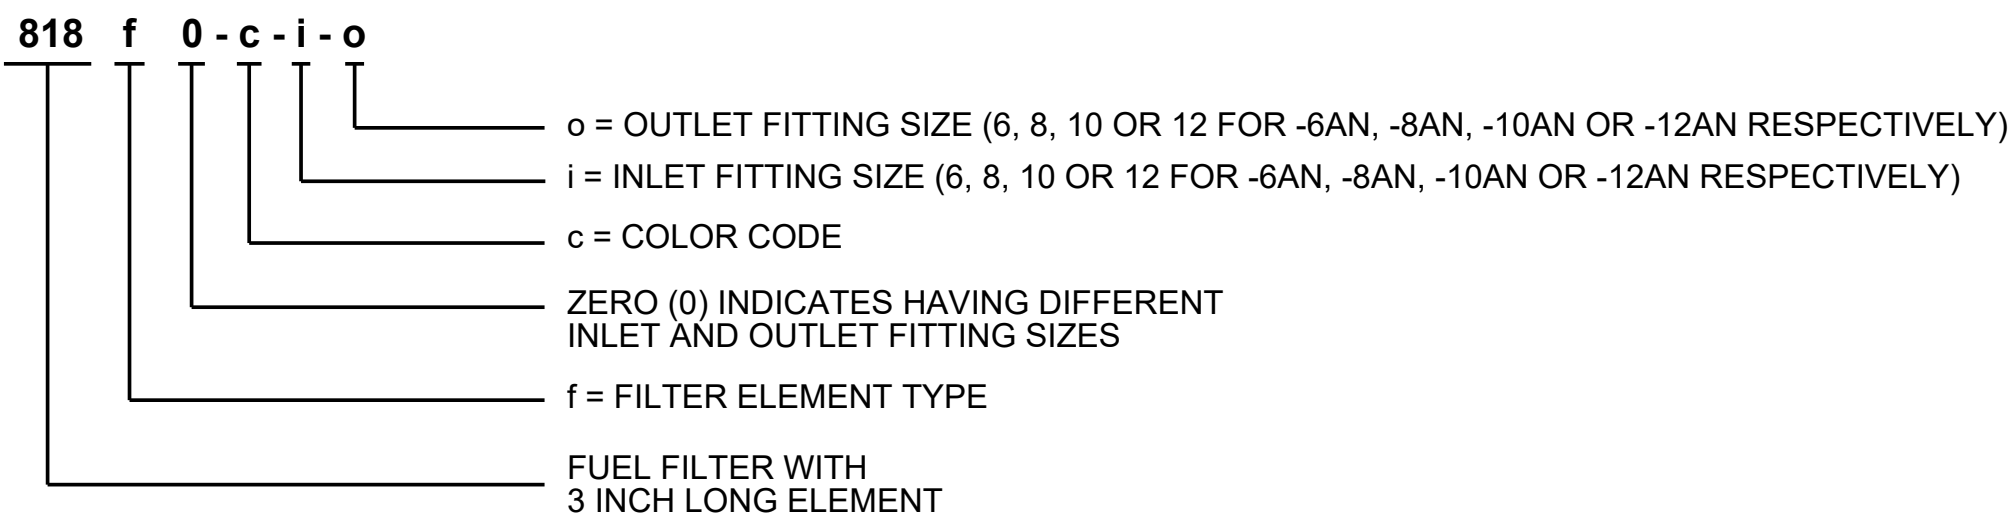 818 f 0 - c - i - o
o = OUTLET FITTING SIZE (6, 8, 10 OR 12 FOR -6AN, -8AN, -10AN OR -12AN RESPECTIVELY)
i = INLET FITTING SIZE (6, 8, 10 OR 12 FOR -6AN, -8AN, -10AN OR -12AN RESPECTIVELY)
c = COLOR CODE
ZERO (0) INDICATES HAVING DIFFERENT
INLET AND OUTLET FITTING SIZES
f = FILTER ELEMENT TYPE
FUEL FILTER WITH
3 INCH LONG ELEMENT